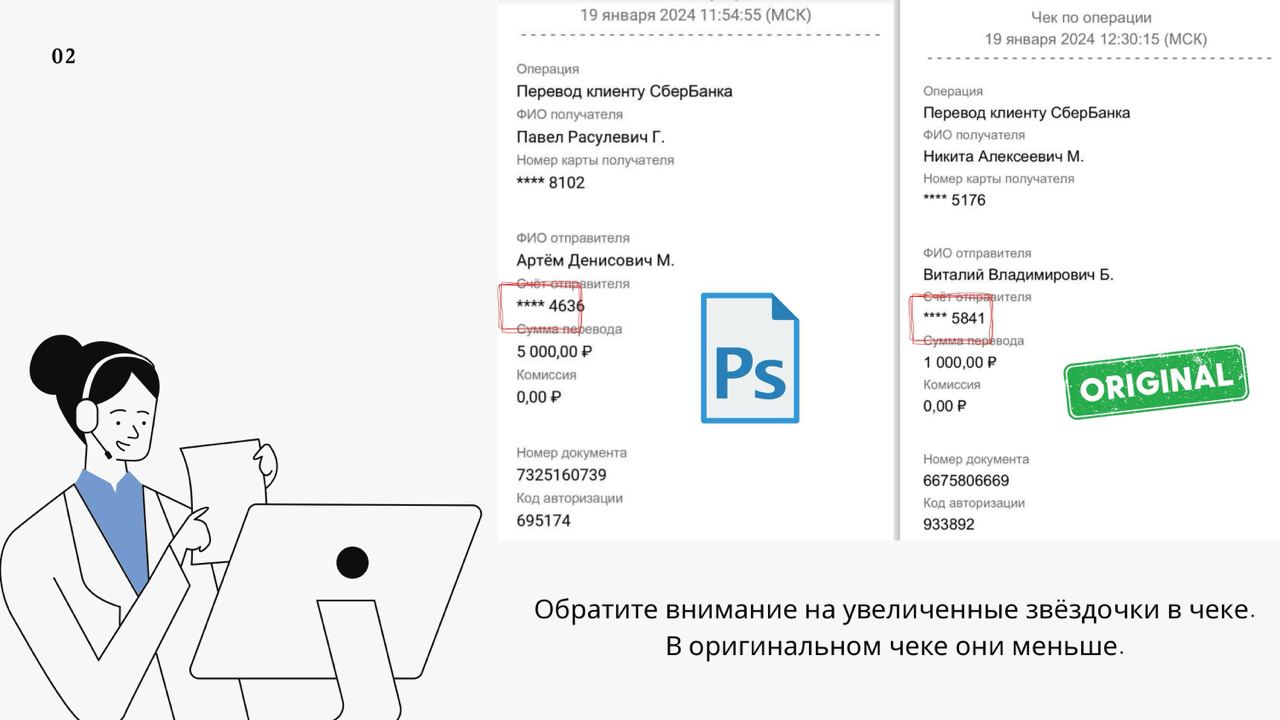 02
19 января 2024 11:54:55 (МСК)
Операция
Перевод клиенту СберБанка
ФИО получателя
Павел Расулевич Г.
Номер карты получателя
**** 8102
ФИО отправителя
Артём Денисович М.
Счёт отправителя
**** 4636
Сумма перевода
5 000,00 ₽
Комиссия
0,00 ₽
Номер документа
7325160739
Код авторизации
695174
Ps
Чек по операции
19 января 2024 12:30:15 (МСК)
Операция
Перевод клиенту СберБанка
ФИО получателя
Никита Алексеевич М.
Номер карты получателя
**** 5176
ФИО отправителя
Виталий Владимирович Б.
Счёт отправителя
**** 5841
Сумма перевода
1 000,00 ₽
Комиссия
0,00 ₽
Номер документа
6675806669
Код авторизации
933892
ORIGINAL
Обратите внимание на увеличенные звёздочки в чеке.
В оригинальном чеке они меньше.